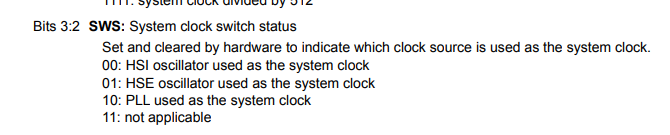 1111: system clock divided by 512
Bits 3:2 SWS: System clock switch status
Set and cleared by hardware to indicate which clock source is used as the system clock.
00: HSI oscillator used as the system clock
01: HSE oscillator used as the system clock
10: PLL used as the system clock
11: not applicable